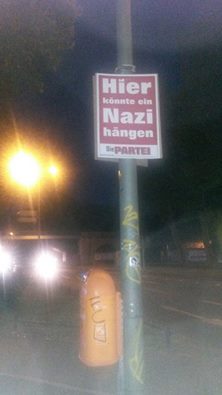 Hier
könnte ein
Nazi
hängen
Die PARTEI